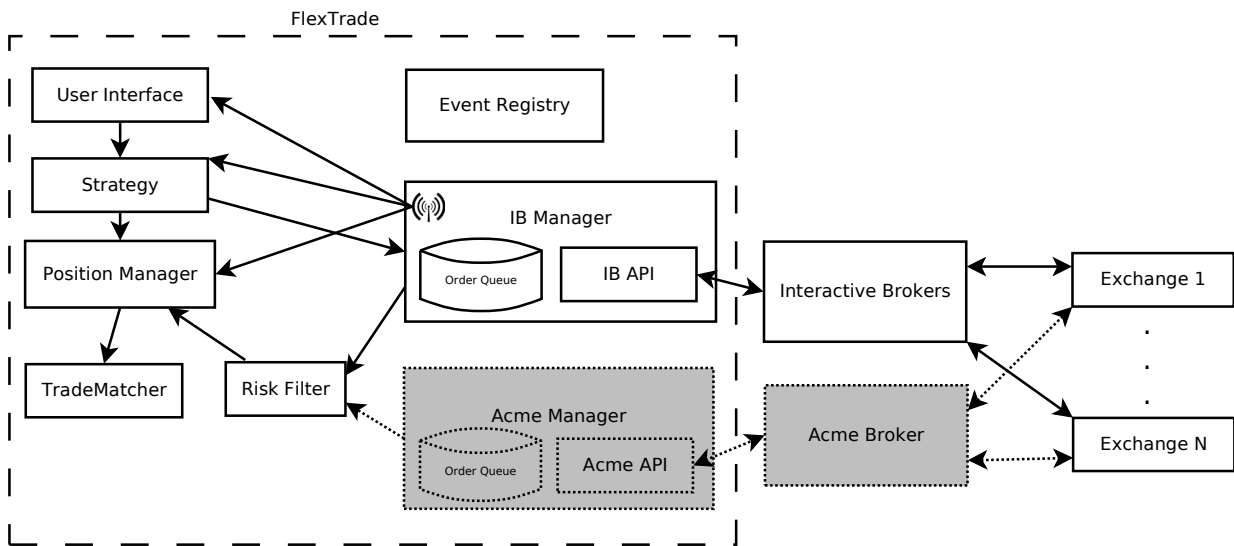 FlexTrade
User Interface
Event Registry
Strategy
IB Manager
Position Manager
Order Queue
IB API
Interactive Brokers
Exchange 1
.
.
.
TradeMatcher
Risk Filter
Acme Manager
Order Queue
Acme API
Acme Broker
Exchange N